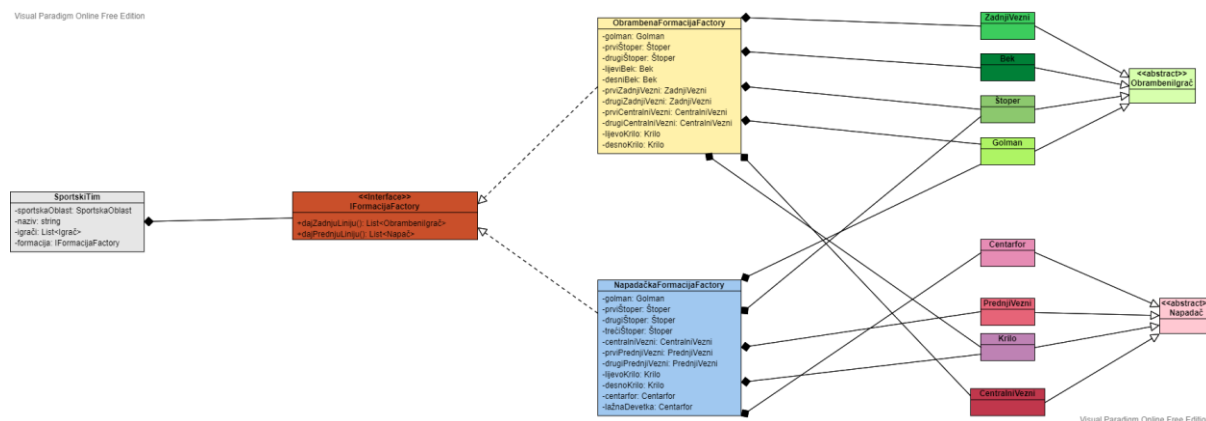 Visual Paradigm Online Free Edition
SportskiTim
-sportskaOblast: SportskaOblast
-naziv: string
-igrači: List<Igrač>
-formacija: IFormacijaFactory
<<Interface>>
IFormacijaFactory
+dajZadnjuLiniju(): List<ObrambeniIgrač>
+dajPrednjuLiniju(): List<Napač>
ObrambenaFormacijaFactory
-golman: Golman
-prviŠtoper: Štoper
-drugiŠtoper: Štoper
-lijeviBek: Bek
-desniBek: Bek
-prviZadnjiVezni: ZadnjiVezni
-drugiZadnjiVezni: ZadnjiVezni
-prviCentralniVezni: CentralniVezni
-drugiCentralniVezni: CentralniVezni
-lijevoKrilo: Krilo
-desnoKrilo: Krilo
NapadačkaFormacijaFactory
-golman: Golman
-prviŠtoper: Štoper
-drugiŠtoper: Štoper
-trećiŠtoper: Štoper
-centralniVezni: CentralniVezni
-prviPrednjiVezni: PrednjiVezni
-drugiPrednjiVezni: PrednjiVezni
-lijevoKrilo: Krilo
-desnoKrilo: Krilo
-centarfor: Centarfor
-lažnaDevetka: Centarfor
ZadnjiVezni
Bek
Štoper
Golman
Centarfor
PrednjiVezni
Krilo
CentralniVezni
<<abstract>>
ObrambeniIgrač
<<abstract>>
Napadač
Visual Paradigm Online Free Edition